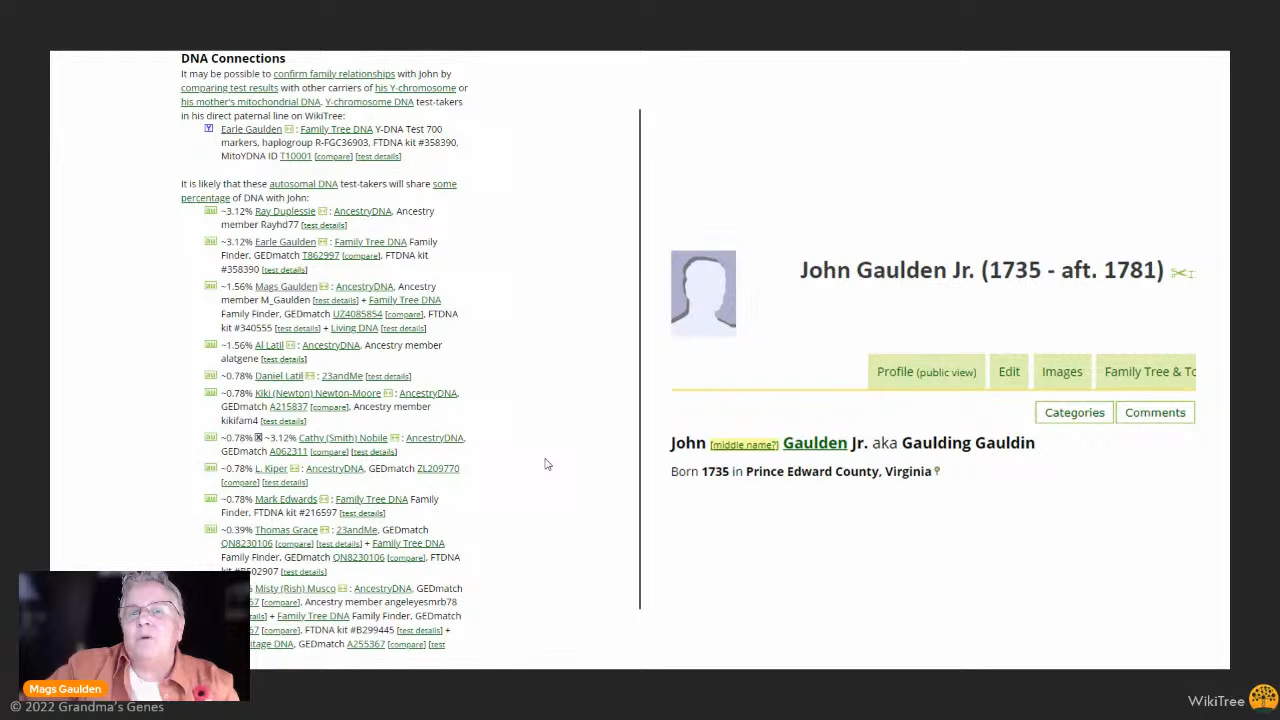 DNA Connections
It may be possible to confirm family relationships with John by
comparing test results with other carriers of his Y-chromosome or
his mother's mitochondrial DNA. Y-chromosome DNA test-takers
in his direct paternal line on WikiTree:
Y Earle Gaulden : Family Tree DNA Y-DNA Test 700
markers, haplogroup R-FGC36903, FTDNA kit #358390,
MitoYDNA ID T10001 [compare] [test details]
It is likely that these autosomal DNA test-takers will share some
percentage of DNA with John:
au ~3.12% Ray Duplessie : AncestryDNA, Ancestry
member Rayhd77 [test details]
au ~3.12% Earle Gaulden : Family Tree DNA Family
Finder, GEDmatch T862997 [compare], FTDNA kit
#358390 [test details]
au ~1.56% Mags Gaulden : AncestryDNA, Ancestry
member M_Gaulden [test details] + Family Tree DNA
Family Finder, GEDmatch UZ4085854 [compare], FTDNA
kit #340555 [test details] + Living DNA [test details]
au ~1.56% Al Latil : AncestryDNA, Ancestry member
alatgene [test details]
au ~0.78% Daniel Latil : 23andMe [test details]
au ~0.78% Kiki (Newton) Newton-Moore : AncestryDNA,
GEDmatch A215837 [compare], Ancestry member
kikifam4 [test details]
au ~0.78% X ~3.12% Cathy (Smith) Nobile : AncestryDNA,
GEDmatch A062311 [compare] [test details]
au ~0.78% L. Kiper : AncestryDNA, GEDmatch ZL209770
[compare] [test details]
au ~0.78% Mark Edwards : Family Tree DNA Family
Finder, FTDNA kit #216597 [test details]
au ~0.39% Thomas Grace : 23andMe, GEDmatch
QN8230106 [compare] [test details] + Family Tree DNA
Family Finder, GEDmatch QN8230106 [compare], FTDNA
[test details]
Misty (Rish) Musco : AncestryDNA, GEDmatch
[compare], Ancestry member angeleyesmrb78
+ Family Tree DNA Family Finder, GEDmatch
[compare], FTDNA kit #B299445 [test details] +
DNA, GEDmatch A255367 [compare] [test
John Gaulden Jr. (1735 - aft. 1781)
Profile (public view) Edit Images Family Tree & To
Categories Comments
John [middle name?] Gaulden Jr. aka Gaulding Gauldin
Born 1735 in Prince Edward County, Virginia
Mags Gaulden
© 2022 Grandma's Genes
WikiTree